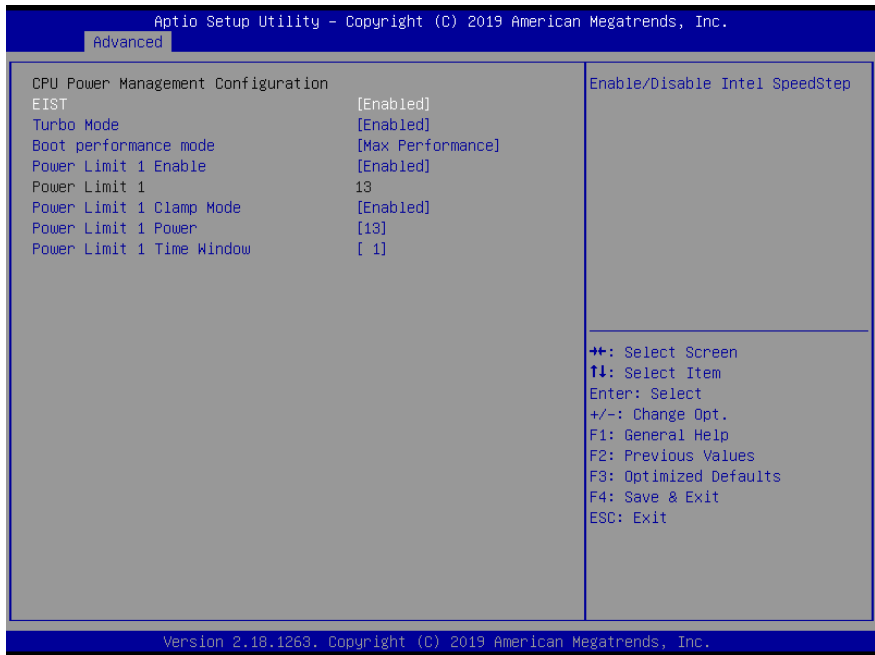 Aptio Setup Utility – Copyright (C) 2019 American Megatrends, Inc.
Advanced
CPU Power Management Configuration
EIST [Enabled]
Turbo Mode [Enabled]
Boot performance mode [Max Performance]
Power Limit 1 Enable [Enabled]
Power Limit 1 13
Power Limit 1 Clamp Mode [Enabled]
Power Limit 1 Power [13]
Power Limit 1 Time Window [ 1]
Enable/Disable Intel SpeedStep
→←: Select Screen
↑↓: Select Item
Enter: Select
+/-: Change Opt.
F1: General Help
F2: Previous Values
F3: Optimized Defaults
F4: Save & Exit
ESC: Exit
Version 2.18.1263. Copyright (C) 2019 American Megatrends, Inc.